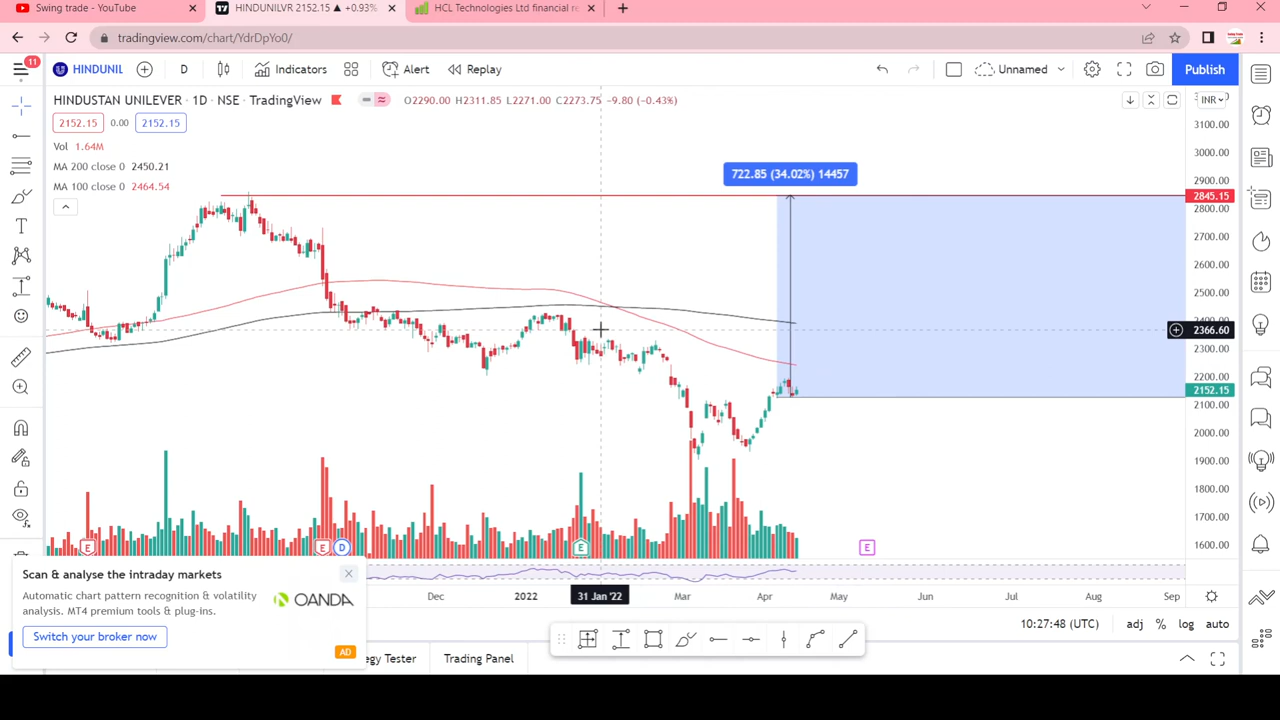 Swing trade - YouTube
HINDUNILVR 2152.15 ▲ +0.93%
HCL Technologies Ltd financial re
tradingview.com/chart/YdrDpYo0/
11
HINDUNIL
D
Indicators
Alert
Replay
Unnamed
Publish
HINDUSTAN UNILEVER · 1D · NSE · TradingView
O2290.00 H2311.85 L2271.00 C2273.75 -9.80 (-0.43%)
INR
2152.15 0.00 2152.15
Vol 1.64M
MA 200 close 0 2450.21
MA 100 close 0 2464.54
722.85 (34.02%) 14457
3100.00
3000.00
2900.00
2845.15
2800.00
2700.00
2600.00
2500.00
2400.00
2366.60
2300.00
2200.00
2152.15
2100.00
2000.00
1900.00
1800.00
1700.00
1600.00
E
E
D
E
E
Dec
2022
31 Jan '22
Mar
Apr
May
Jun
Jul
Aug
Sep
Scan & analyse the intraday markets
Automatic chart pattern recognition & volatility
analysis. MT4 premium tools & plug-ins.
OANDA
Switch your broker now
AD
10:27:48 (UTC)
adj
%
log
auto
egy Tester
Trading Panel